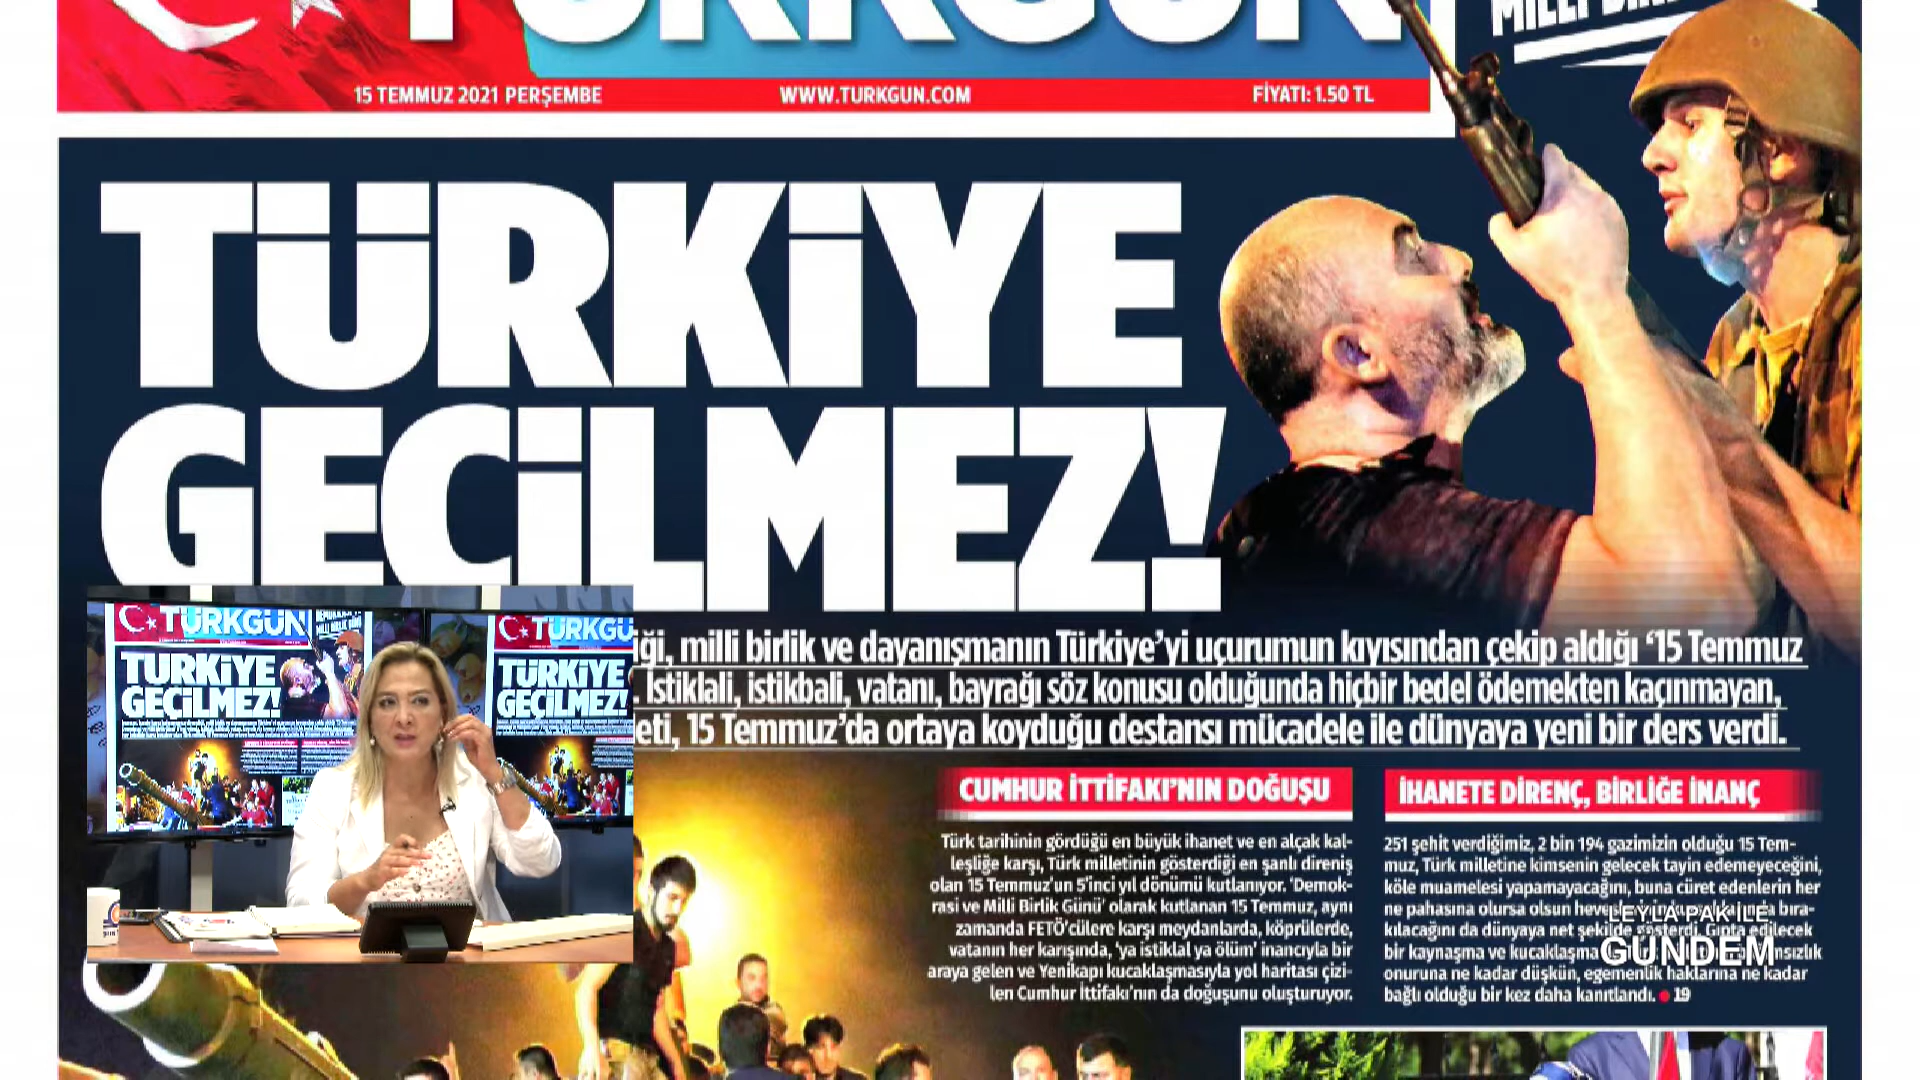 TÜRKGÜN
15 TEMMUZ 2021 PERŞEMBE
WWW.TURKGUN.COM
FİYATI: 1.50 TL
TÜRKİYE
GEÇİLMEZ!
milli birlik ve dayanışmanın Türkiye’yi uçurumun kıyısından çekip aldığı ‘15 Temmuz
. İstiklali, istikbali, vatanı, bayrağı söz konusu olduğunda hiçbir bedel ödemekten kaçınmayan,
15 Temmuz’da ortaya koyduğu destansı mücadele ile dünyaya yeni bir ders verdi.
CUMHUR İTTİFAKI’NIN DOĞUŞU
Türk tarihinin gördüğü en büyük ihanet ve en alçak kal-
leşliğe karşı, Türk milletinin gösterdiği en şanlı direniş
olan 15 Temmuz’un 5’inci yıl dönümü kutlanıyor. ‘Demok-
rasi ve Milli Birlik Günü’ olarak kutlanan 15 Temmuz, aynı
zamanda FETÖ’cülere karşı meydanlarda, köprülerde,
vatanın her karışında, ‘ya istiklal ya ölüm’ inancıyla bir
araya gelen ve Yenikapı kucaklaşmasıyla yol haritası çizi-
len Cumhur İttifakı’nın da doğuşunu oluşturuyor.
İHANETE DİRENÇ, BİRLİĞE İNANÇ
251 şehit verdiğimiz, 2 bin 194 gazimizin olduğu 15 Tem-
muz, Türk milletine kimsenin gelecek tayin edemeyeceğini,
köle muamelesi yapamayacağını, buna cüret edenlerin her
ne pahasına olursa olsun bıra-
kılacağını da dünyaya net şekilde gösterdi. Gıpta edilecek
bir kaynaşma ve kucaklaşma
onuruna ne kadar düşkün, egemenlik haklarına ne kadar
bağlı olduğu bir kez daha kanıtlandı. ● 19
LEYLA PAK İLE
GÜNDEM
TÜRKGÜN
TÜRKİYE
GEÇİLMEZ!
TÜRKGÜ
TÜRKİYE
GEÇİLMEZ!